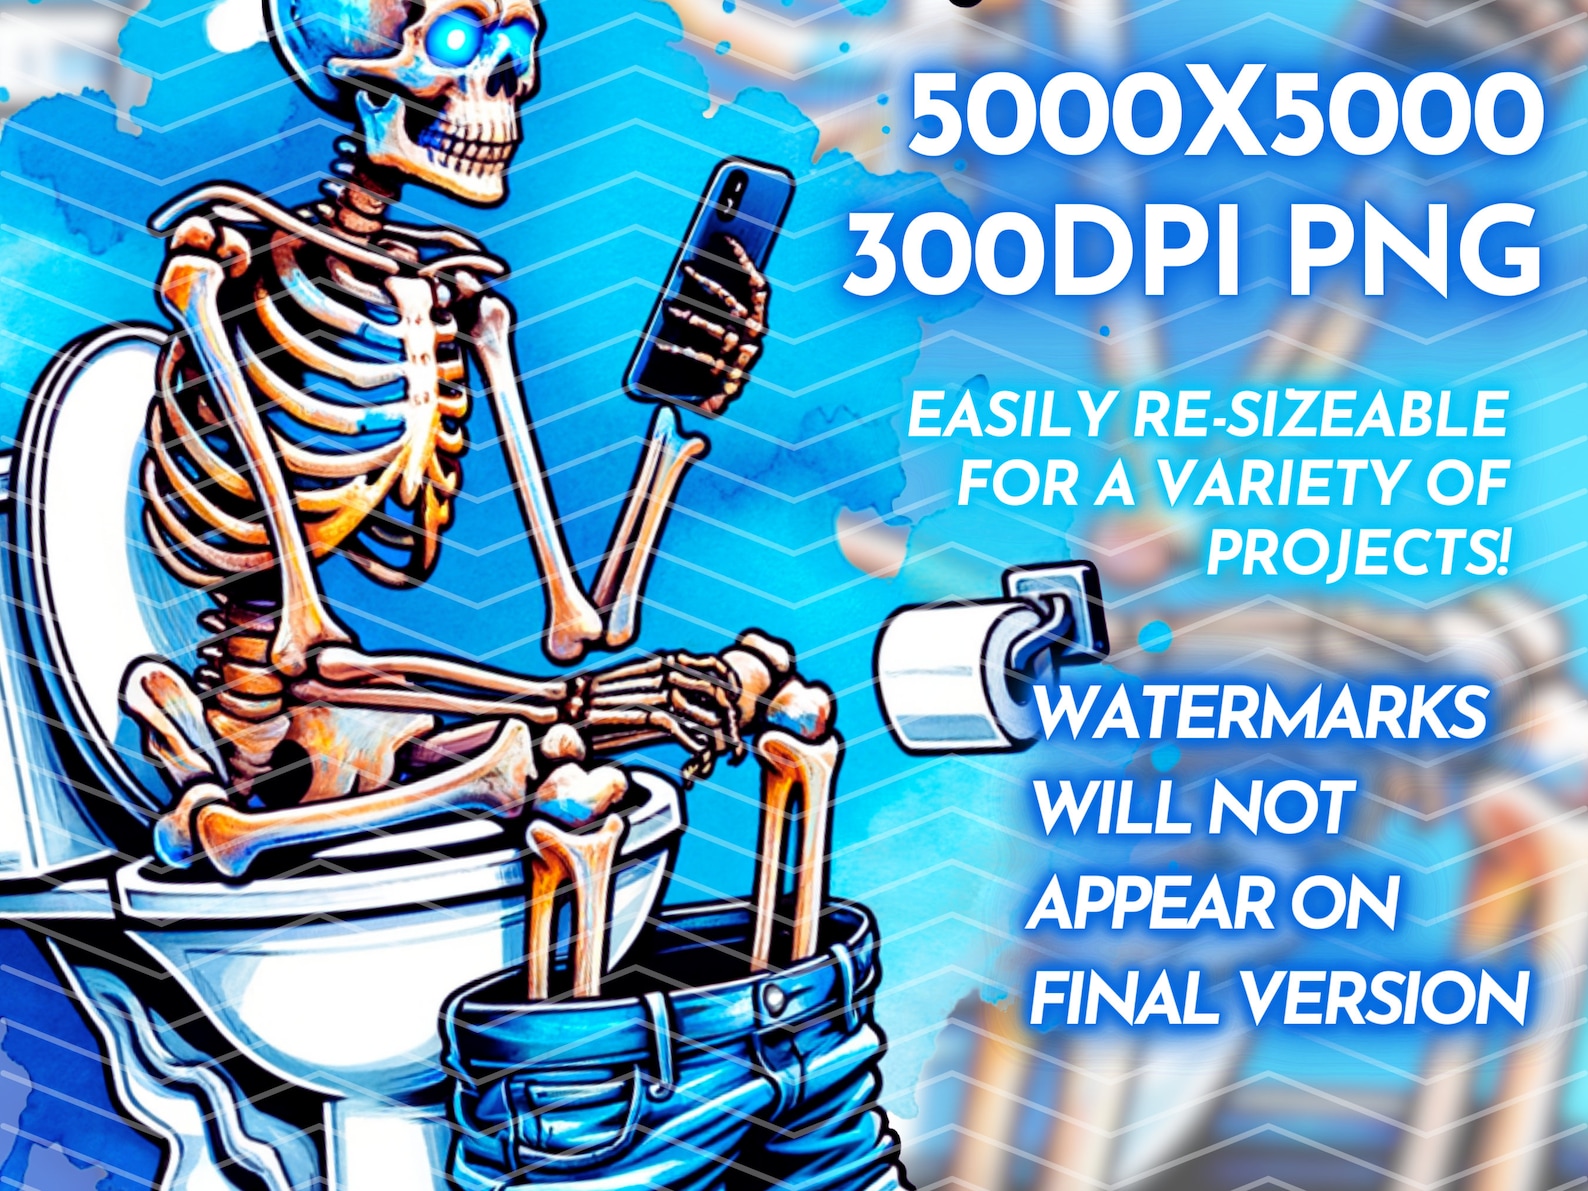 5000X5000
300DPI PNG
EASILY RE-SIZEABLE
FOR A VARIETY OF
PROJECTS!
WATERMARKS
WILL NOT
APPEAR ON
FINAL VERSION